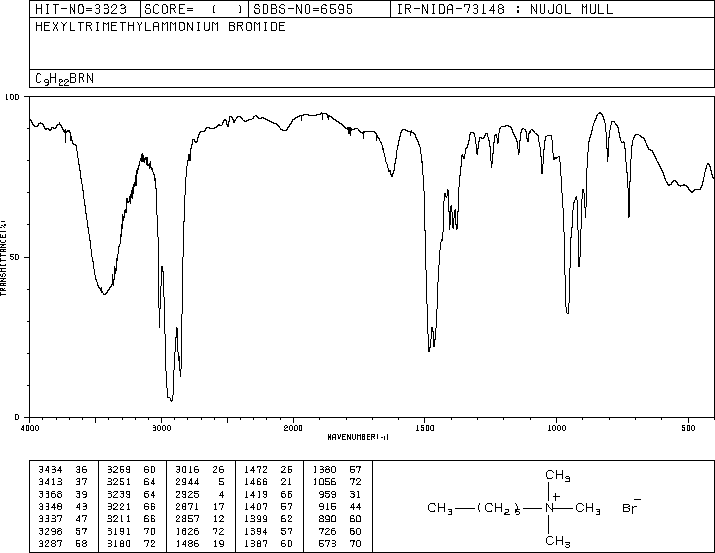 HIT-NO=3323 SCORE= ( ) SDBS-NO=6595 IR-NIDA-73148 : NUJOL MULL
HEXYLTRIMETHYLAMMONIUM BROMIDE
C9H22BRN
100
50
0
TRANSMITTANCE(%)
4000 3000 2000 1500 1000 500
WAVENUMBER(-1)
3434 36 3259 60 3016 26 1472 25 1380 57
3413 37 3251 64 2944 5 1466 21 1056 72
3368 39 3239 64 2925 4 1419 66 959 31
3348 43 3221 66 2871 17 1407 57 915 44
3337 47 3211 66 2857 12 1399 62 890 60
3298 57 3191 70 1626 72 1394 57 726 60
3287 58 3180 72 1486 19 1387 60 573 70
CH3
CH3—(CH2)5—N+—CH3 Br−
CH3